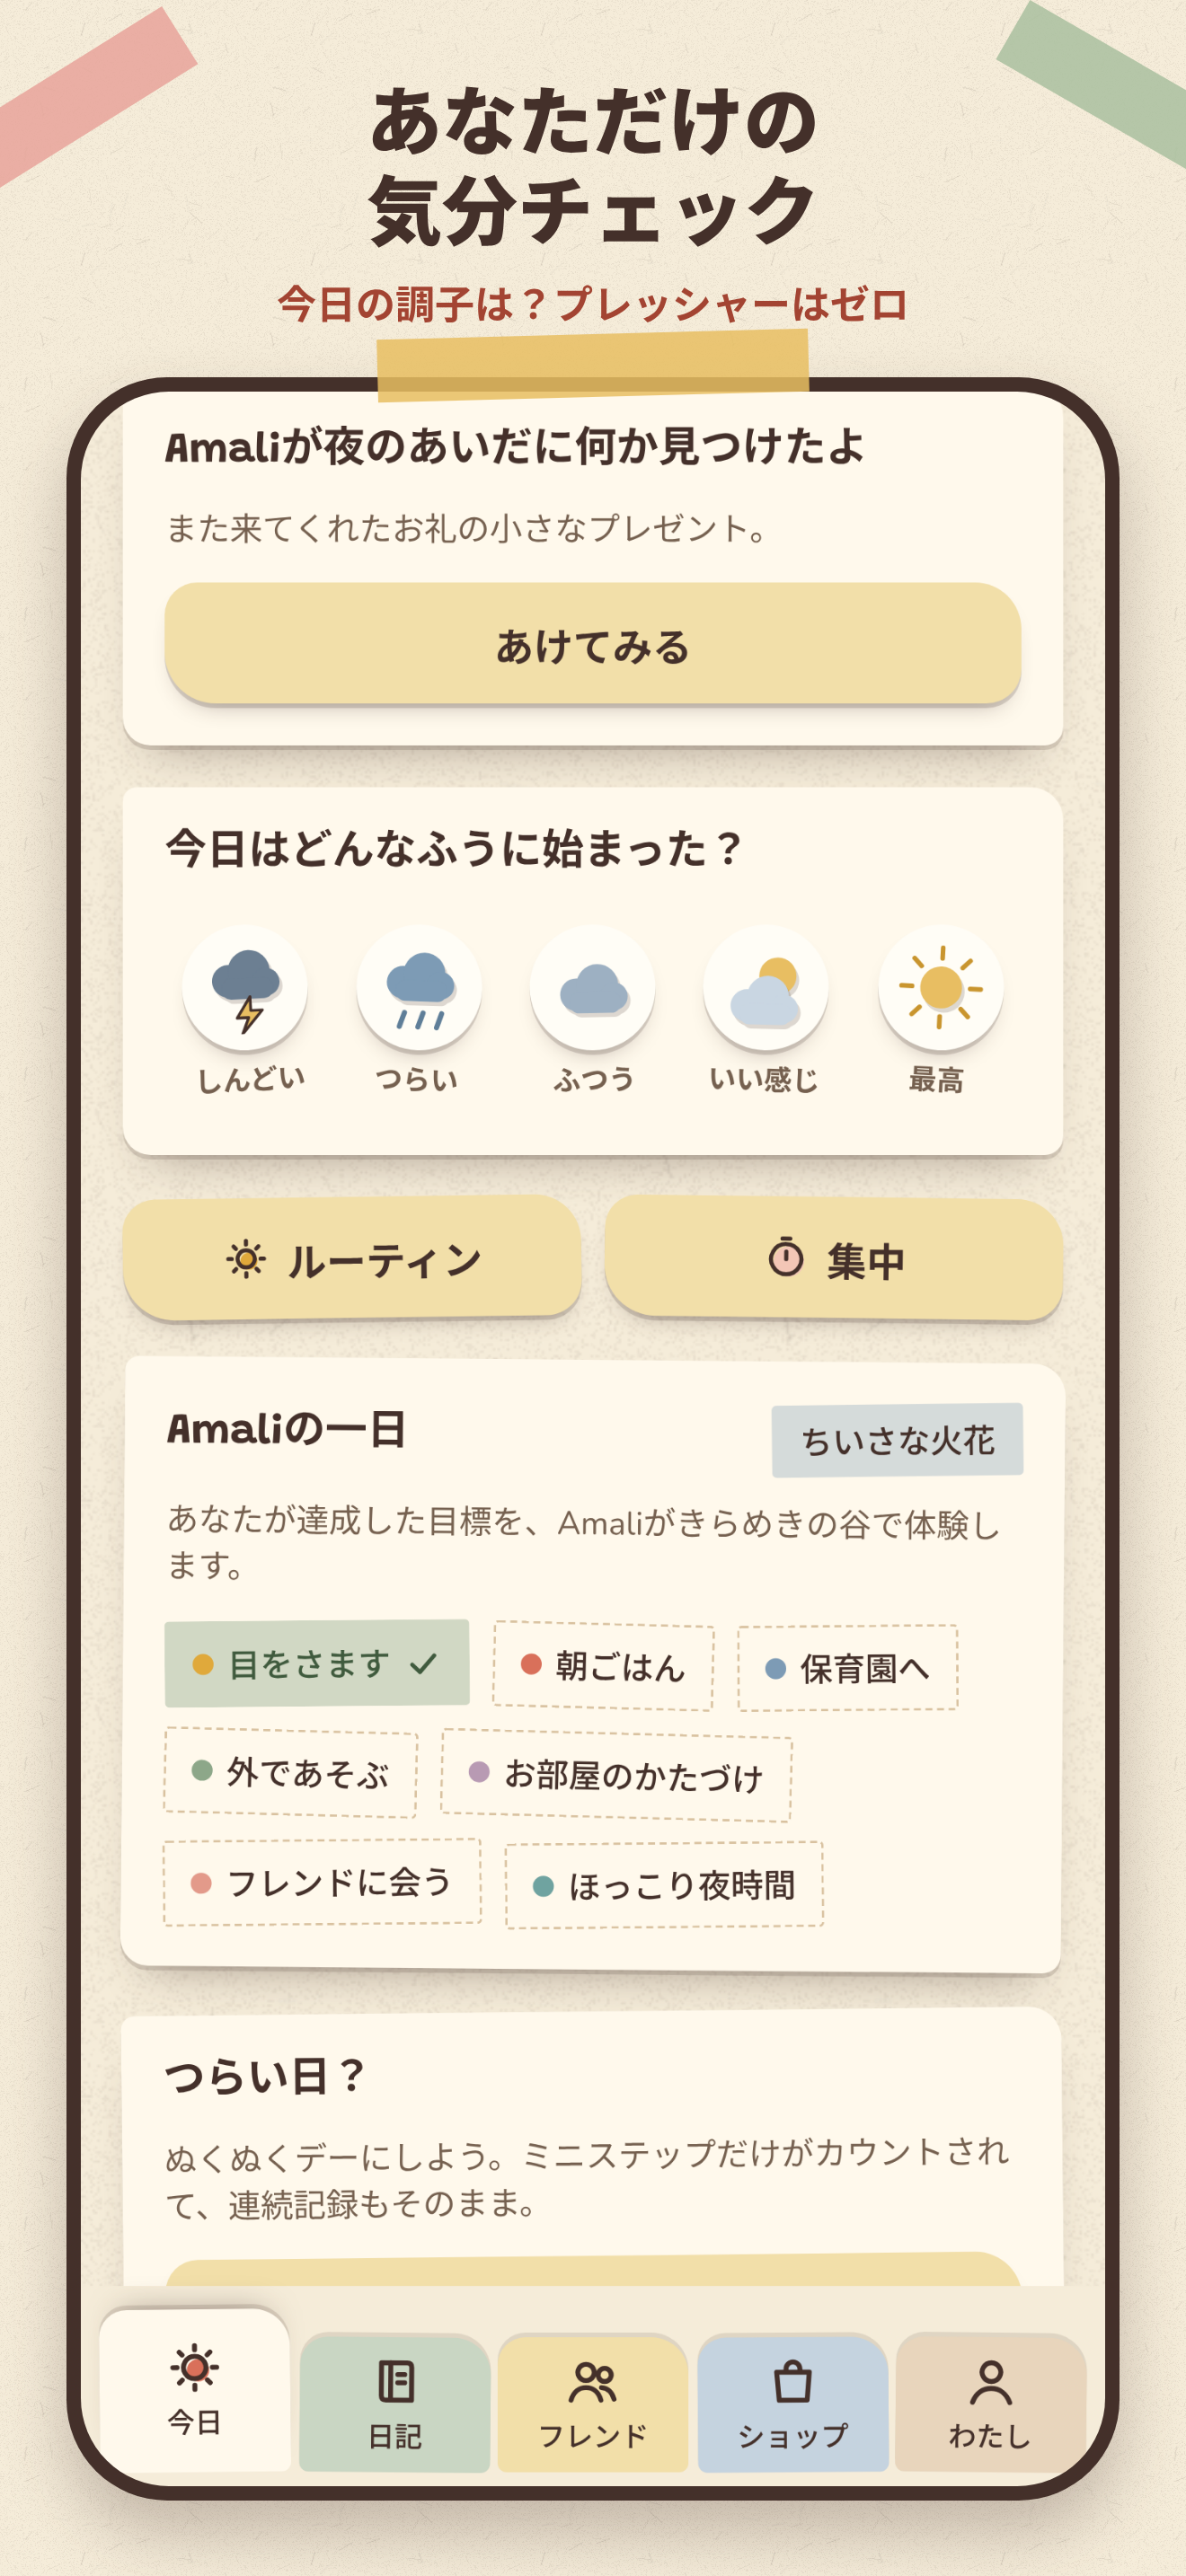 あなただけの
気分チェック
今日の調子は？プレッシャーはゼロ
Amaliが夜のあいだに何か見つけたよ
また来てくれたお礼の小さなプレゼント。
あけてみる
今日はどんなふうに始まった？
しんどい
つらい
ふつう
いい感じ
最高
ルーティン
集中
Amaliの一日
ちいさな火花
あなたが達成した目標を、Amaliがきらめきの谷で体験し
ます。
目をさます
朝ごはん
保育園へ
外であそぶ
お部屋のかたづけ
フレンドに会う
ほっこり夜時間
つらい日？
ぬくぬくデーにしよう。ミニステップだけがカウントされ
て、連続記録もそのまま。
今日
日記
フレンド
ショップ
わたし